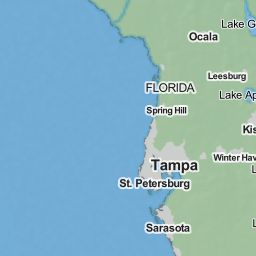 Lake G
Ocala
Leesburg
FLORIDA
Lake Ap
Spring Hill
Kis
Winter Hav
Tampa
L
St. Petersburg
L
Sarasota